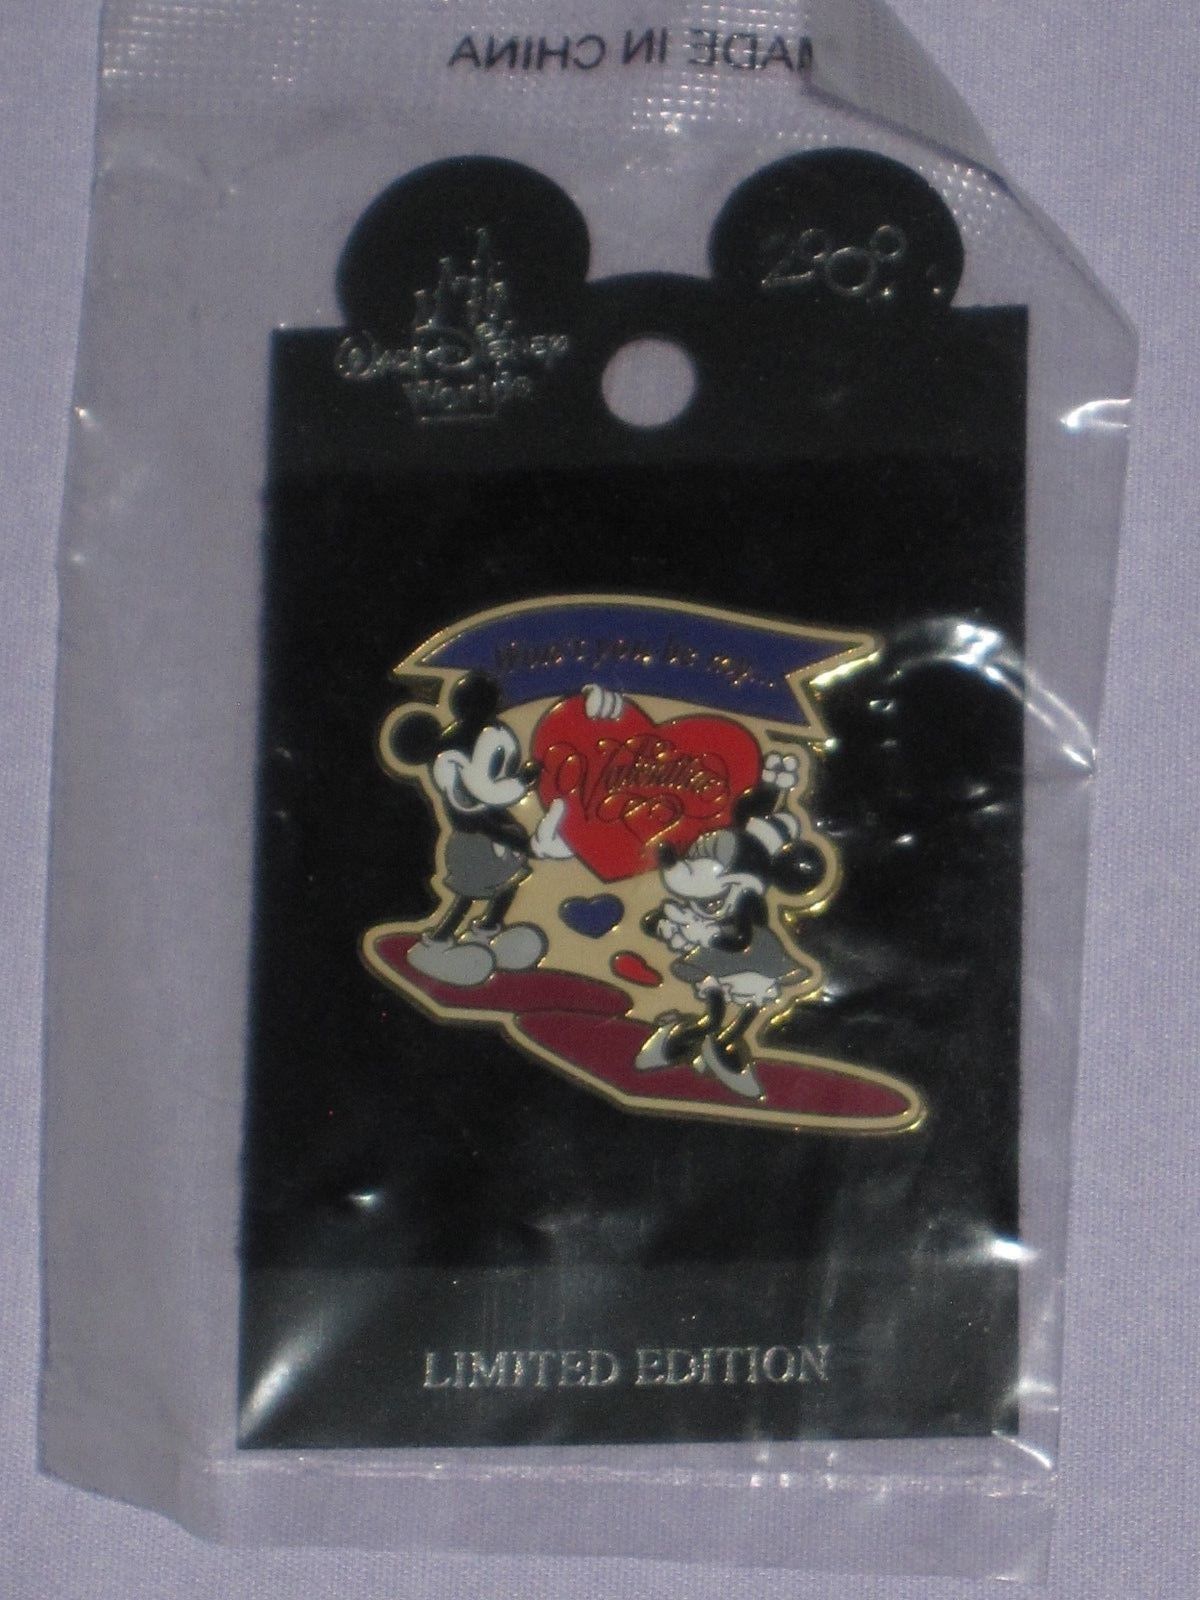 MADE IN CHINA
WALT DISNEY
World
Won't you be my...
Valentine
LIMITED EDITION